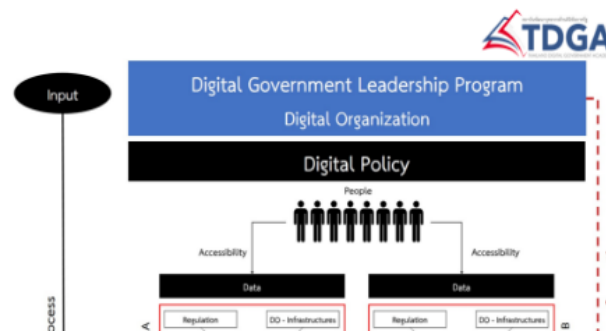 TDGA
Input
Digital Government Leadership Program
Digital Organization
Digital Policy
People
Accessibility
Accessibility
Data
Data
Regulation
DO - Infrastructures
Regulation
DO - Infrastructures
A
B
ocess